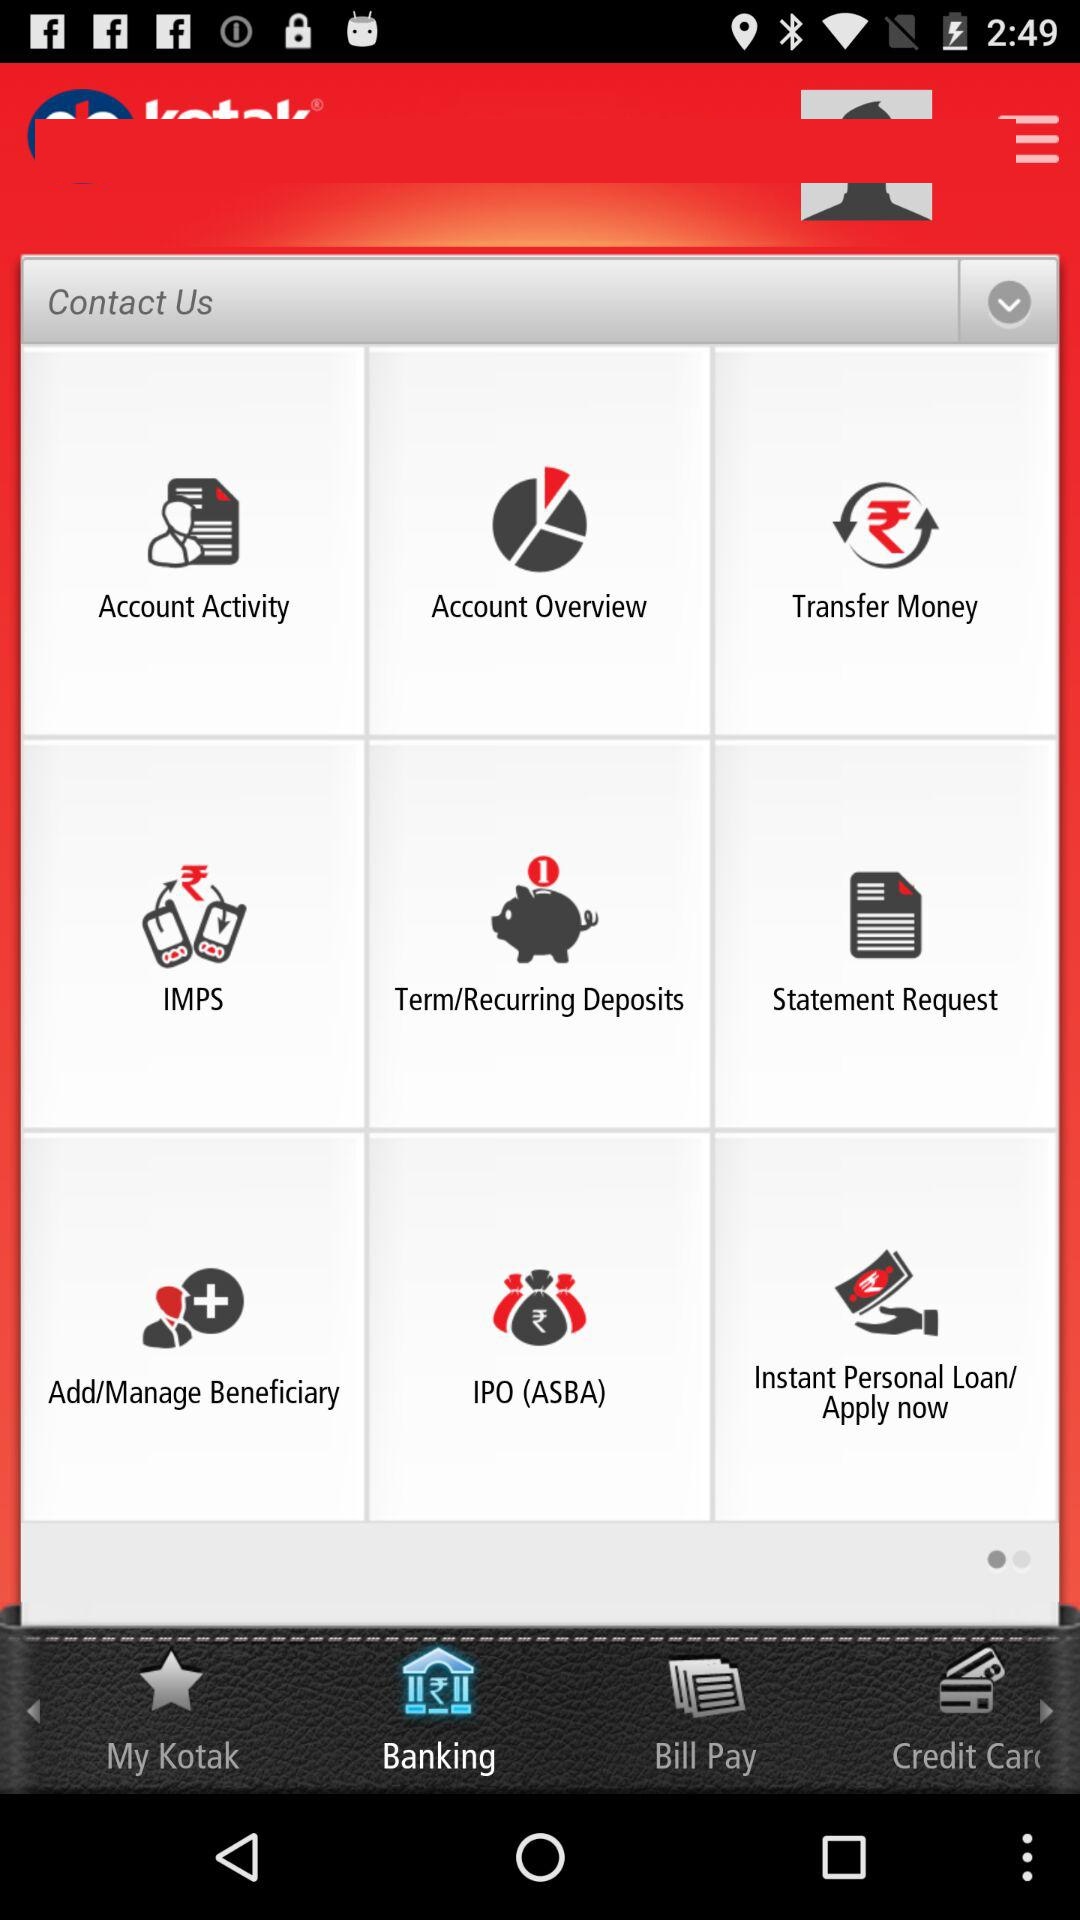 2:49
kotak®
Contact Us
Account Activity
Account Overview
Transfer Money
IMPS
Term/Recurring Deposits
Statement Request
Add/Manage Beneficiary
IPO (ASBA)
Instant Personal Loan/
Apply now
My Kotak
Banking
Bill Pay
Credit Car